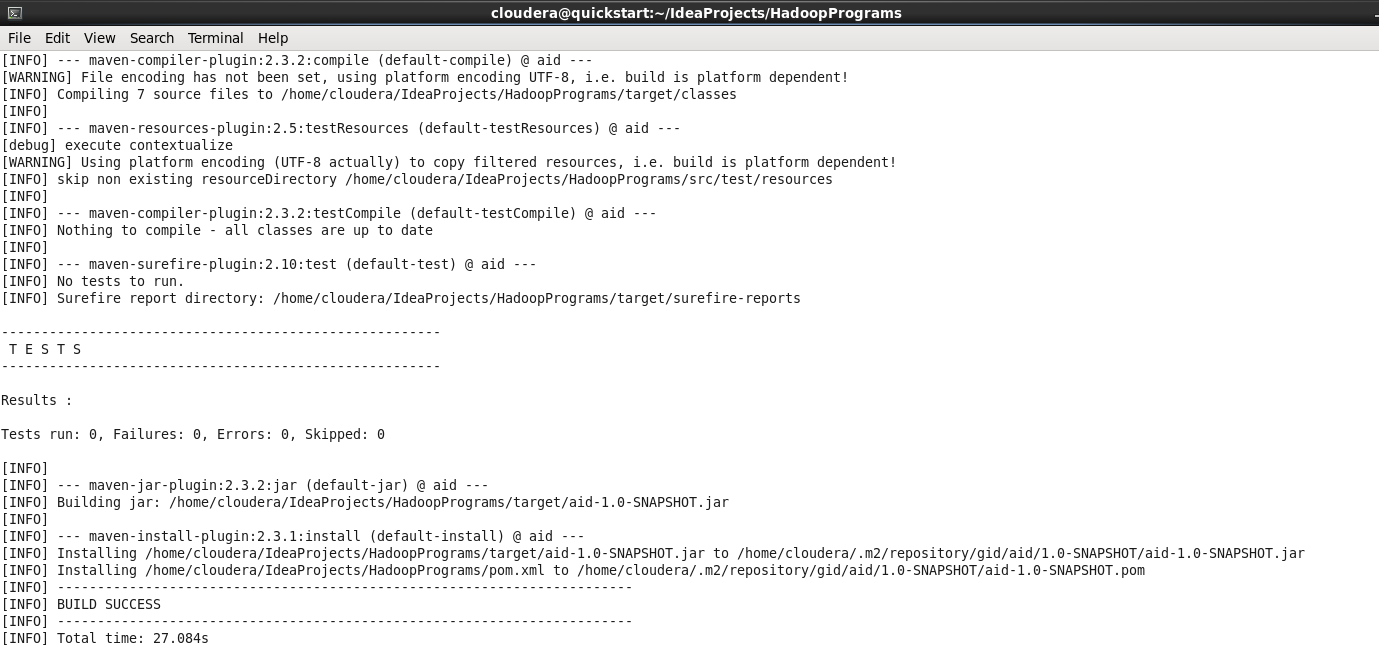 cloudera@quickstart:~/IdeaProjects/HadoopPrograms
File Edit View Search Terminal Help
[INFO] --- maven-compiler-plugin:2.3.2:compile (default-compile) @ aid ---
[WARNING] File encoding has not been set, using platform encoding UTF-8, i.e. build is platform dependent!
[INFO] Compiling 7 source files to /home/cloudera/IdeaProjects/HadoopPrograms/target/classes
[INFO]
[INFO] --- maven-resources-plugin:2.5:testResources (default-testResources) @ aid ---
[debug] execute contextualize
[WARNING] Using platform encoding (UTF-8 actually) to copy filtered resources, i.e. build is platform dependent!
[INFO] skip non existing resourceDirectory /home/cloudera/IdeaProjects/HadoopPrograms/src/test/resources
[INFO]
[INFO] --- maven-compiler-plugin:2.3.2:testCompile (default-testCompile) @ aid ---
[INFO] Nothing to compile - all classes are up to date
[INFO]
[INFO] --- maven-surefire-plugin:2.10:test (default-test) @ aid ---
[INFO] No tests to run.
[INFO] Surefire report directory: /home/cloudera/IdeaProjects/HadoopPrograms/target/surefire-reports
-------------------------------------------------------
T E S T S
-------------------------------------------------------
Results :
Tests run: 0, Failures: 0, Errors: 0, Skipped: 0
[INFO]
[INFO] --- maven-jar-plugin:2.3.2:jar (default-jar) @ aid ---
[INFO] Building jar: /home/cloudera/IdeaProjects/HadoopPrograms/target/aid-1.0-SNAPSHOT.jar
[INFO]
[INFO] --- maven-install-plugin:2.3.1:install (default-install) @ aid ---
[INFO] Installing /home/cloudera/IdeaProjects/HadoopPrograms/target/aid-1.0-SNAPSHOT.jar to /home/cloudera/.m2/repository/gid/aid/1.0-SNAPSHOT/aid-1.0-SNAPSHOT.jar
[INFO] Installing /home/cloudera/IdeaProjects/HadoopPrograms/pom.xml to /home/cloudera/.m2/repository/gid/aid/1.0-SNAPSHOT/aid-1.0-SNAPSHOT.pom
[INFO] ------------------------------------------------------------------------
[INFO] BUILD SUCCESS
[INFO] ------------------------------------------------------------------------
[INFO] Total time: 27.084s